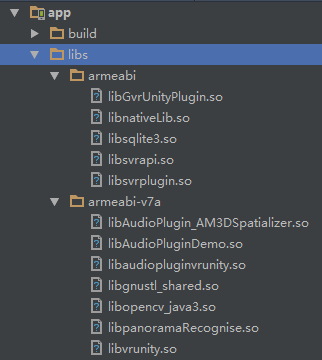 app
build
libs
armeabi
libGvrUnityPlugin.so
libnativeLib.so
libsqlite3.so
libsvrapi.so
libsvrplugin.so
armeabi-v7a
libAudioPlugin_AM3DSpatializer.so
libAudioPluginDemo.so
libaudiopluginvrunity.so
libgnustl_shared.so
libopencv_java3.so
libpanoramaRecognise.so
libvrunity.so